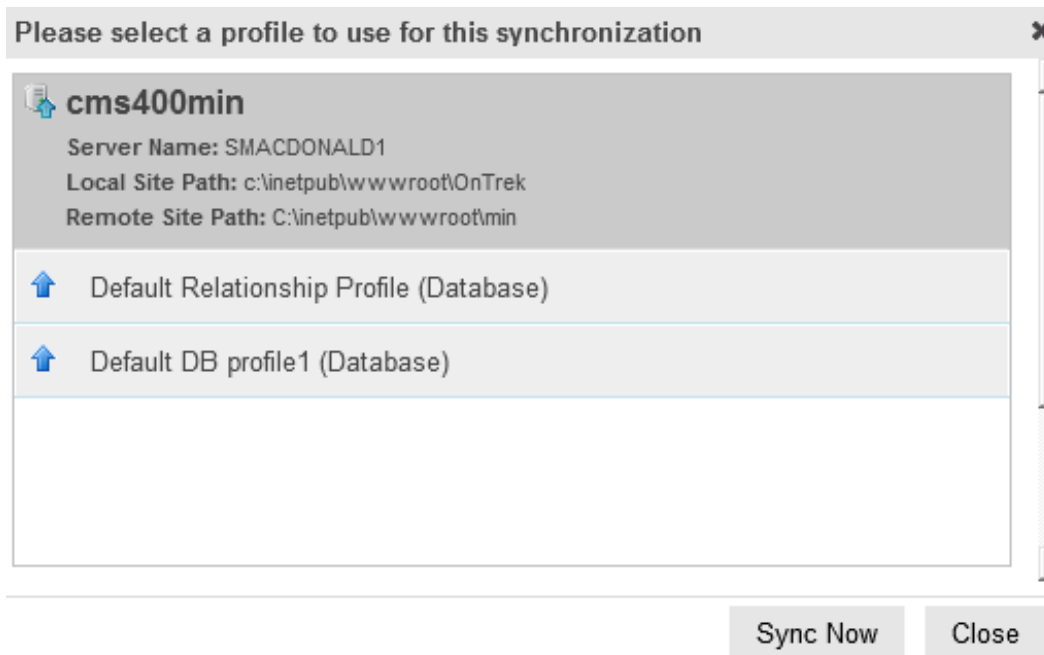 Please select a profile to use for this synchronization
cms400min
Server Name: SMACDONALD1
Local Site Path: c:\inetpub\wwwroot\OnTrek
Remote Site Path: C:\inetpub\wwwroot\min
Default Relationship Profile (Database)
Default DB profile1 (Database)
Sync Now
Close